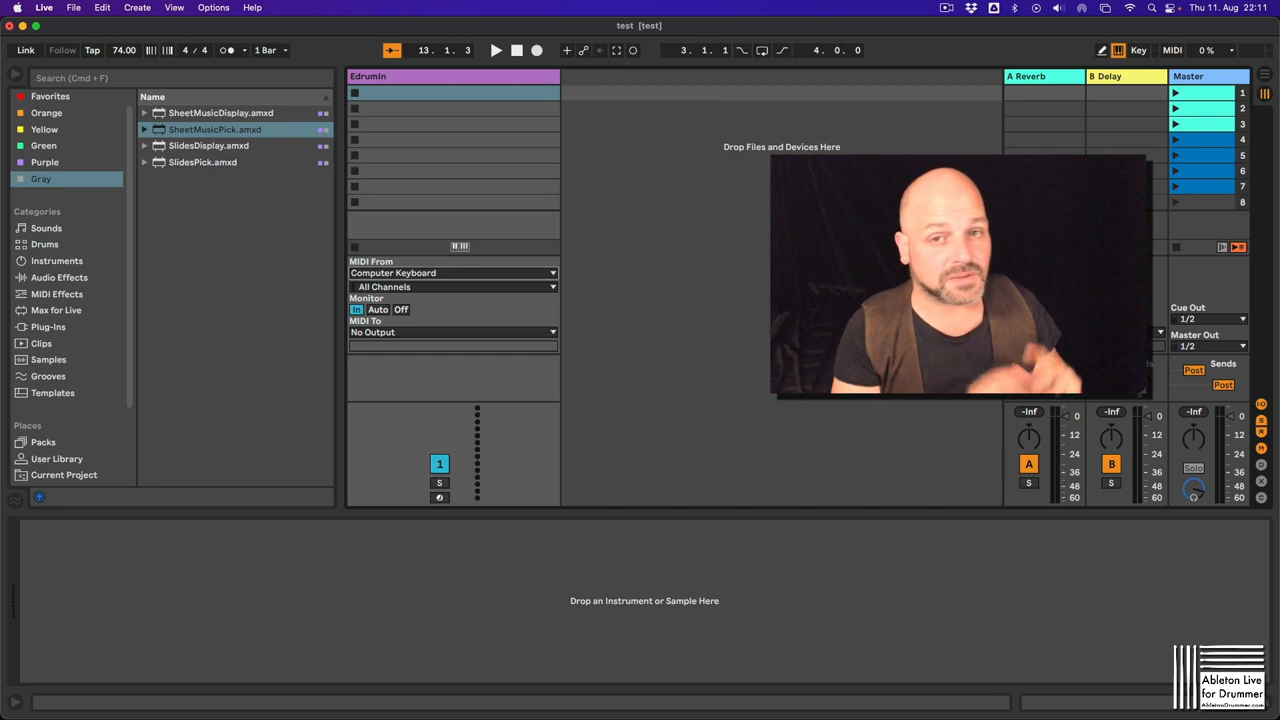 Live File Edit Create View Options Help Thu 11. Aug 22:11
test [test]
Link Follow Tap 74.00 4 / 4 1 Bar 13. 1. 3 3. 1. 1 4. 0. 0 Key MIDI 0 %
Search (Cmd + F)
Favorites
Orange
Yellow
Green
Purple
Gray
Categories
Sounds
Drums
Instruments
Audio Effects
MIDI Effects
Max for Live
Plug-Ins
Clips
Samples
Grooves
Templates
Places
Packs
User Library
Current Project
Name
SheetMusicDisplay.amxd
SheetMusicPick.amxd
SlidesDisplay.amxd
SlidesPick.amxd
EdrumIn
MIDI From
Computer Keyboard
All Channels
Monitor
In Auto Off
MIDI To
No Output
1
S
Drop Files and Devices Here
A Reverb B Delay Master
1
2
3
4
5
6
7
8
Cue Out
1/2
Master Out
1/2
Sends
Post
Post
-Inf 0 -Inf 0 -Inf 0
12 12 12
24 24 24
A 36 B 36 Solo 36
S 48 S 48 48
60 60 60
I·O
S
R
M
D
X
C
Drop an Instrument or Sample Here
Ableton Live
for Drummer
AbletonDrummer.com